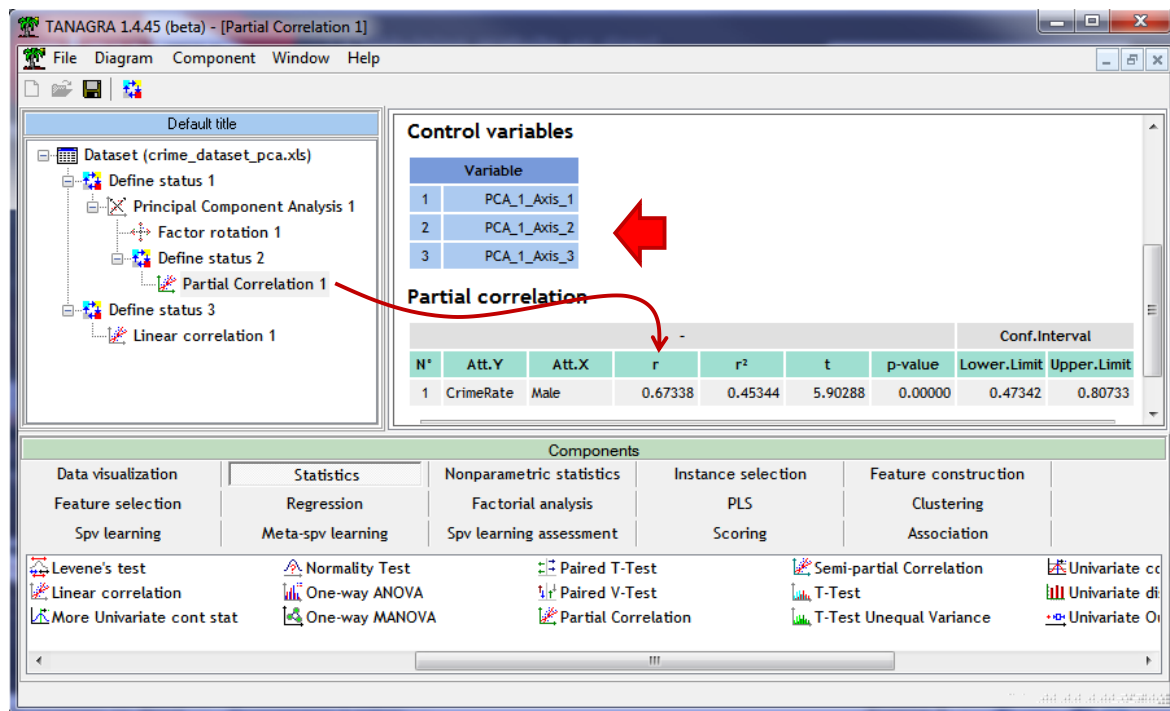 TANAGRA 1.4.45 (beta) - [Partial Correlation 1]
File Diagram Component Window Help
Default title
Dataset (crime_dataset_pca.xls)
Define status 1
Principal Component Analysis 1
Factor rotation 1
Define status 2
Partial Correlation 1
Define status 3
Linear correlation 1
Control variables
Variable
1 PCA_1_Axis_1
2 PCA_1_Axis_2
3 PCA_1_Axis_3
Partial correlation
- Conf.Interval
N° Att.Y Att.X r r² t p-value Lower.Limit Upper.Limit
1 CrimeRate Male 0.67338 0.45344 5.90288 0.00000 0.47342 0.80733
Components
Data visualization Statistics Nonparametric statistics Instance selection Feature construction
Feature selection Regression Factorial analysis PLS Clustering
Spv learning Meta-spv learning Spv learning assessment Scoring Association
Levene's test Normality Test Paired T-Test Semi-partial Correlation Univariate co
Linear correlation One-way ANOVA Paired V-Test T-Test Univariate di
More Univariate cont stat One-way MANOVA Partial Correlation T-Test Unequal Variance Univariate Ou